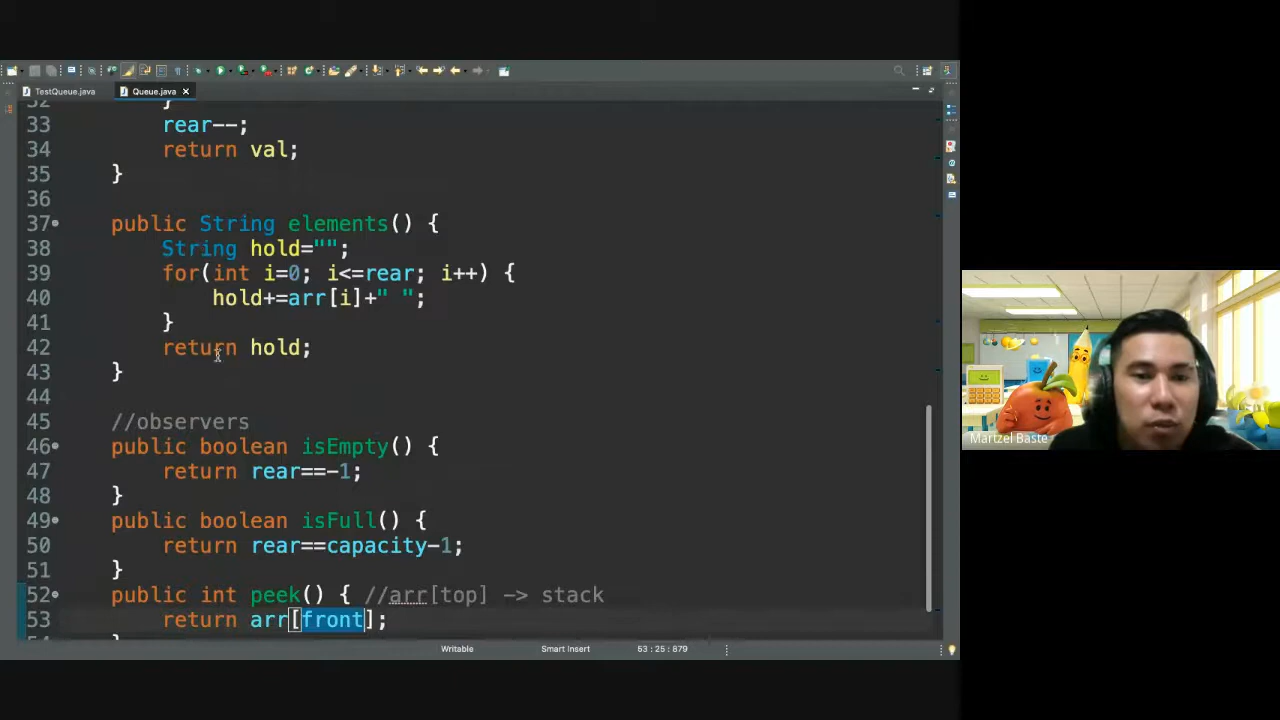 TestQueue.java
Queue.java
32 }
33 rear--;
34 return val;
35 }
36
37 public String elements() {
38 String hold="";
39 for(int i=0; i<=rear; i++) {
40 hold+=arr[i]+" ";
41 }
42 return hold;
43 }
44
45 //observers
46 public boolean isEmpty() {
47 return rear==-1;
48 }
49 public boolean isFull() {
50 return rear==capacity-1;
51 }
52 public int peek() { //arr[top] -> stack
53 return arr[front];
54 }
Writable
Smart Insert
53 : 25 : 879
Martzel Baste